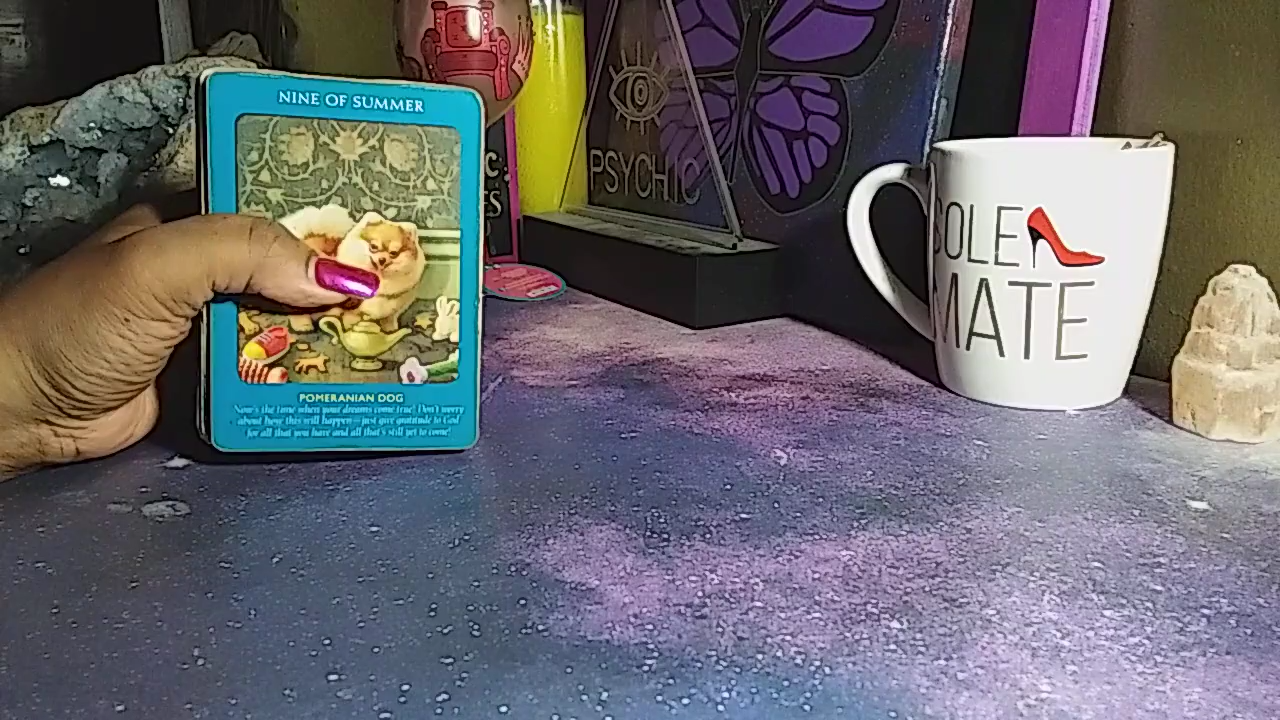 NINE OF SUMMER
POMERANIAN DOG
Now's the time when your dreams come true! Don't worry
about how this will happen—just give gratitude to God
for all that you have and all that's still yet to come!
PSYCHIC
SOLE
MATE